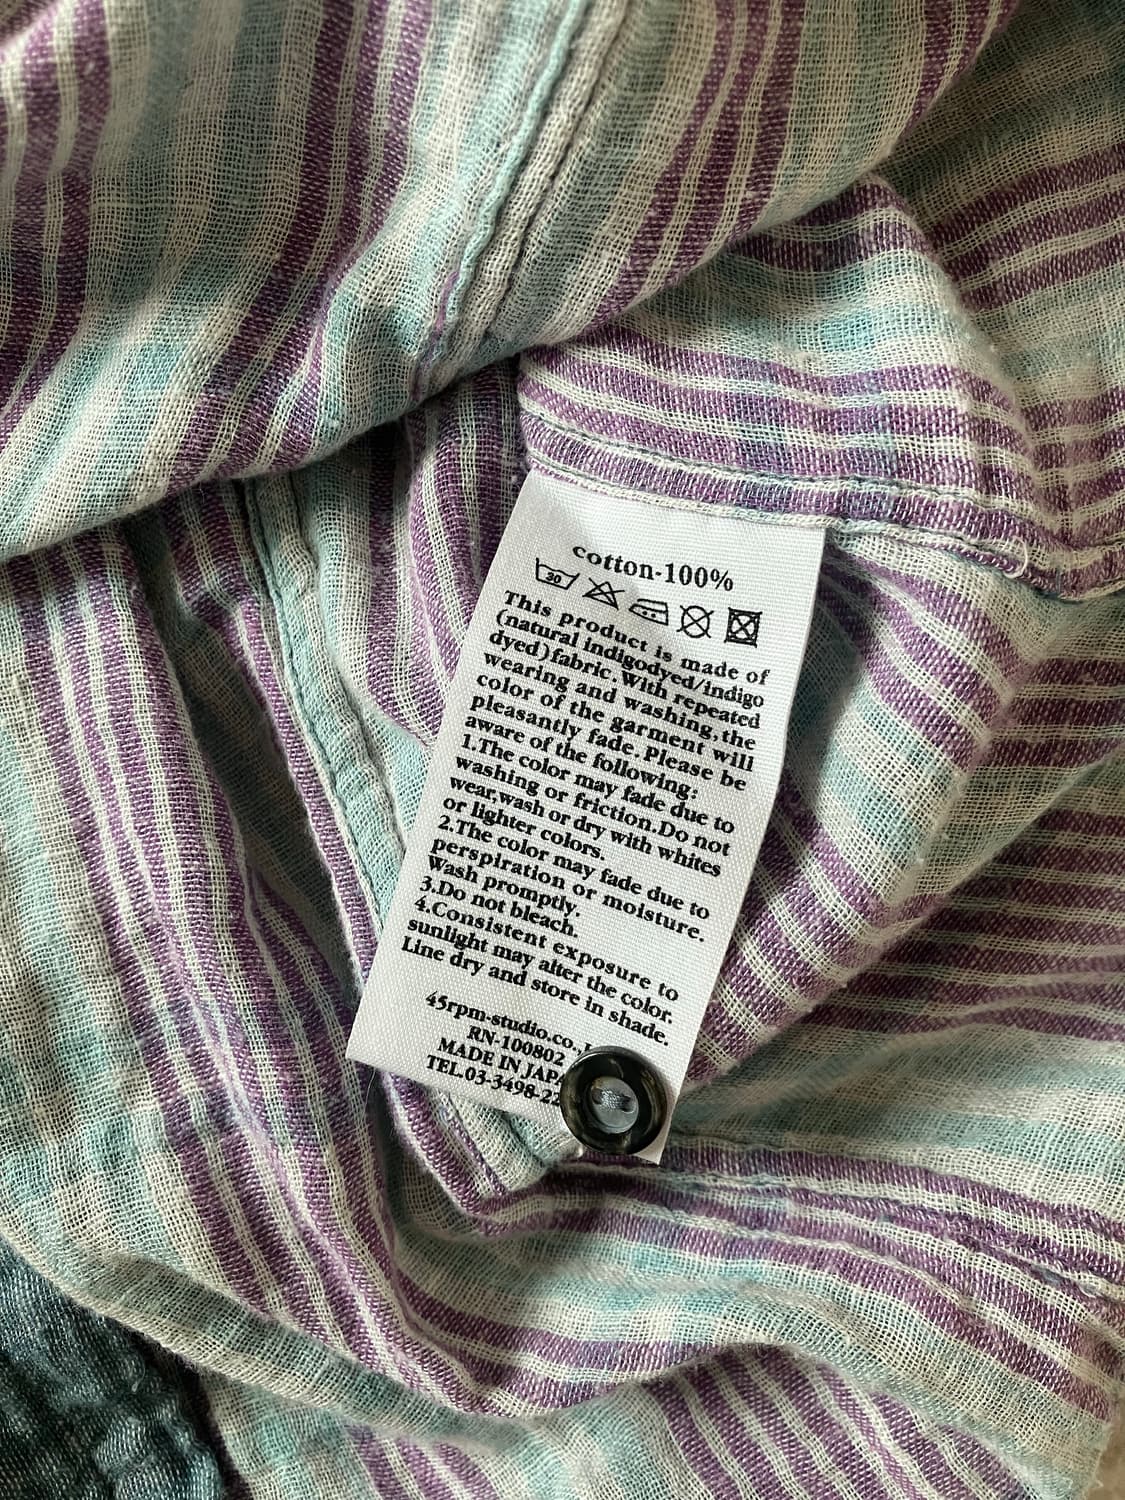 cotton-100%
30
This product is made of
(natural indigodyed/indigo
dyed)fabric. With repeated
wearing and washing,the
color of the garment will
pleasantly fade. Please be
aware of the following:
1.The color may fade due to
washing or friction.Do not
wear,wash or dry with whites
or lighter colors.
2.The color may fade due to
perspiration or moisture.
Wash promptly.
3.Do not bleach.
4.Consistent exposure to
sunlight may alter the color.
Line dry and store in shade.
45rpm-studio.co.,
RN-100802
MADE IN
TEL.03-3498-22